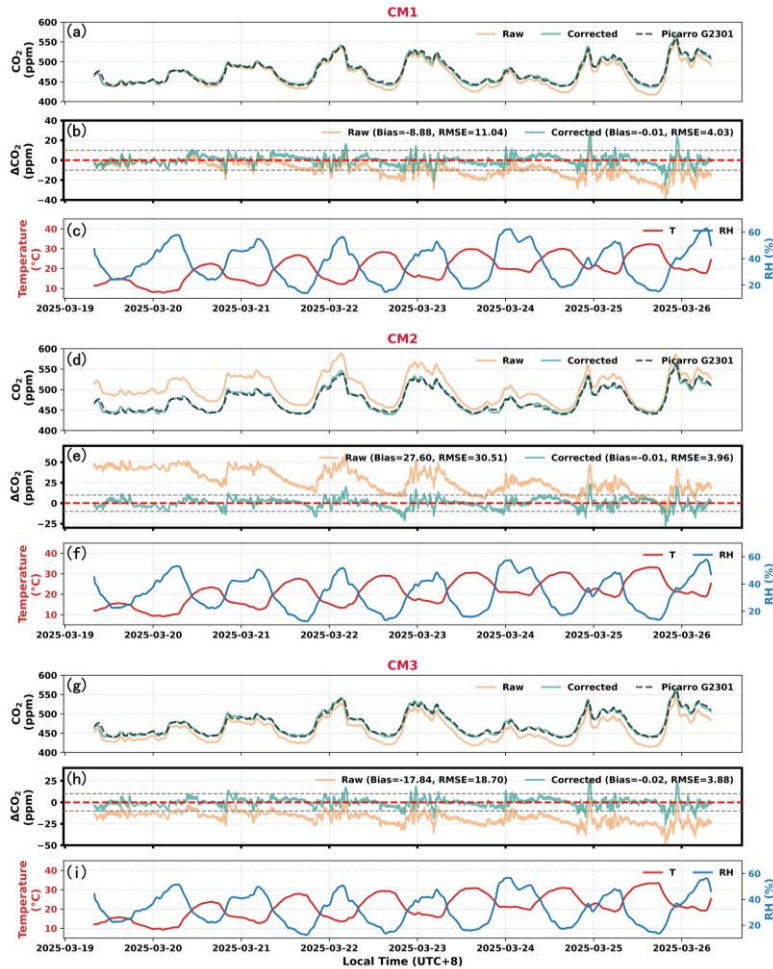 CM1
(a)
Raw Corrected Picarro G2301
CO₂ (ppm)
600
550
500
450
400
(b)
Raw (Bias=-8.88, RMSE=11.04) Corrected (Bias=-0.01, RMSE=4.03)
ΔCO₂ (ppm)
40
20
0
−20
−40
(c)
T RH
Temperature (°C)
40
30
20
10
RH (%)
60
40
20
2025-03-19 2025-03-20 2025-03-21 2025-03-22 2025-03-23 2025-03-24 2025-03-25 2025-03-26
CM2
(d)
Raw Corrected Picarro G2301
CO₂ (ppm)
600
550
500
450
400
(e)
Raw (Bias=27.60, RMSE=30.51) Corrected (Bias=-0.01, RMSE=3.96)
ΔCO₂ (ppm)
50
25
0
−25
(f)
T RH
Temperature (°C)
40
30
20
10
RH (%)
60
40
20
2025-03-19 2025-03-20 2025-03-21 2025-03-22 2025-03-23 2025-03-24 2025-03-25 2025-03-26
CM3
(g)
Raw Corrected Picarro G2301
CO₂ (ppm)
600
550
500
450
400
(h)
Raw (Bias=-17.84, RMSE=18.70) Corrected (Bias=-0.02, RMSE=3.88)
ΔCO₂ (ppm)
25
0
−25
−50
(i)
T RH
Temperature (°C)
40
30
20
10
RH (%)
60
40
20
2025-03-19 2025-03-20 2025-03-21 2025-03-22 2025-03-23 2025-03-24 2025-03-25 2025-03-26
Local Time (UTC+8)